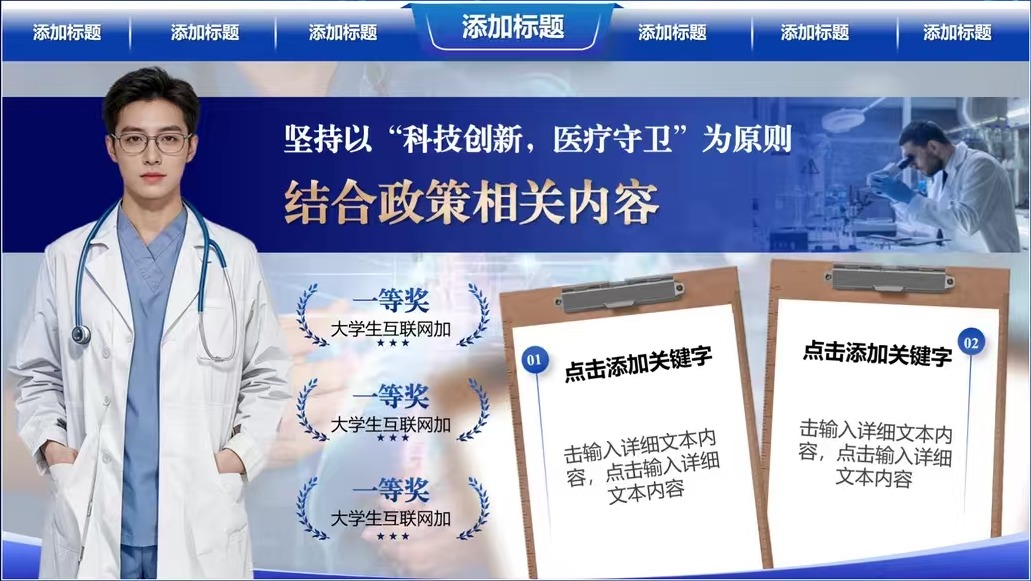 添加标题
添加标题
添加标题
添加标题
添加标题
添加标题
添加标题
坚持以“科技创新，医疗守卫”为原则
结合政策相关内容
一等奖
大学生互联网加
一等奖
大学生互联网加
一等奖
大学生互联网加
01
点击添加关键字
击输入详细文本内
容，点击输入详细
文本内容
02
点击添加关键字
击输入详细文本内
容，点击输入详细
文本内容